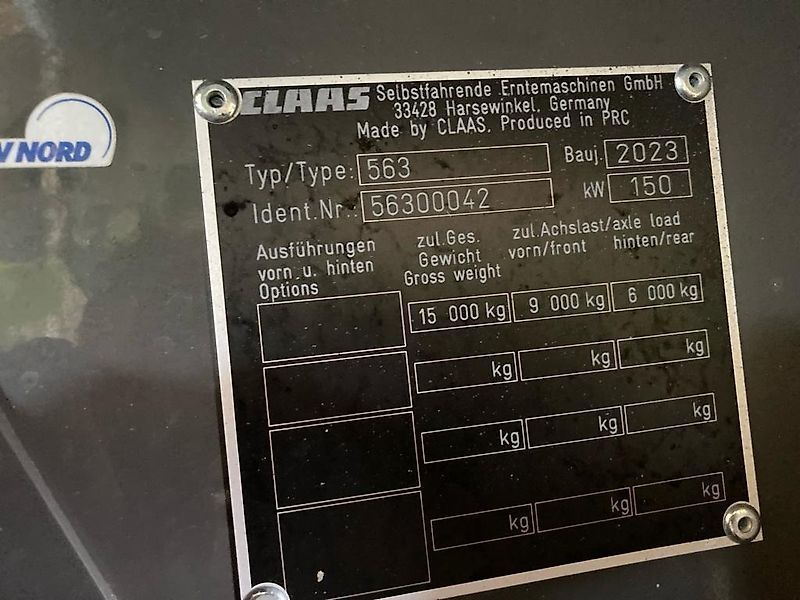 V NORD
CLAAS Selbstfahrende Erntemaschinen GmbH
33428 Harsewinkel, Germany
Made by CLAAS. Produced in PRC
Typ/Type: 563 Bauj. 2023
Ident.Nr.: 56300042 kW 150
Ausführungen vorn u. hinten Options
zul.Ges. Gewicht Gross weight
zul.Achslast/axle load
vorn/front hinten/rear
15 000 kg 9 000 kg 6 000 kg
kg kg kg
kg kg kg
kg kg kg